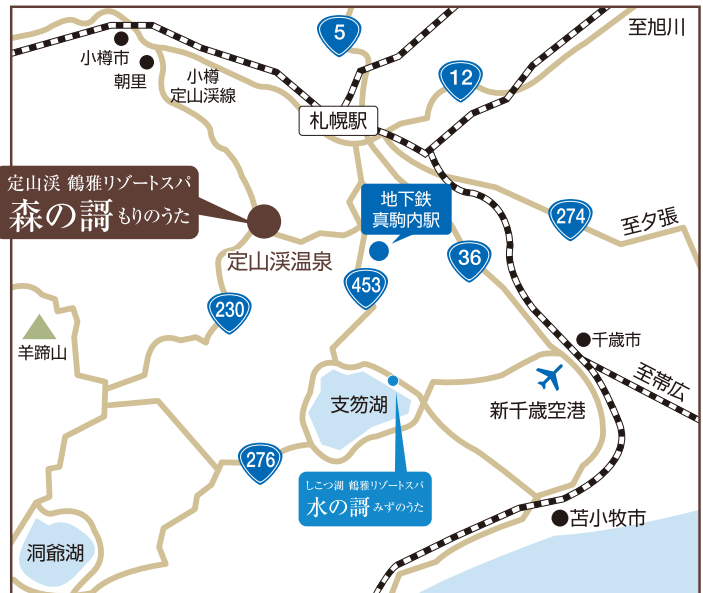 5
至旭川
小樽市
朝里
小樽
定山渓線
12
札幌駅
定山渓 鶴雅リゾートスパ
森の謌 もりのうた
地下鉄
真駒内駅
274
至夕張
定山渓温泉
36
453
230
羊蹄山
千歳市
至帯広
支笏湖
新千歳空港
276
しこつ湖 鶴雅リゾートスパ
水の謌 みずのうた
苫小牧市
洞爺湖